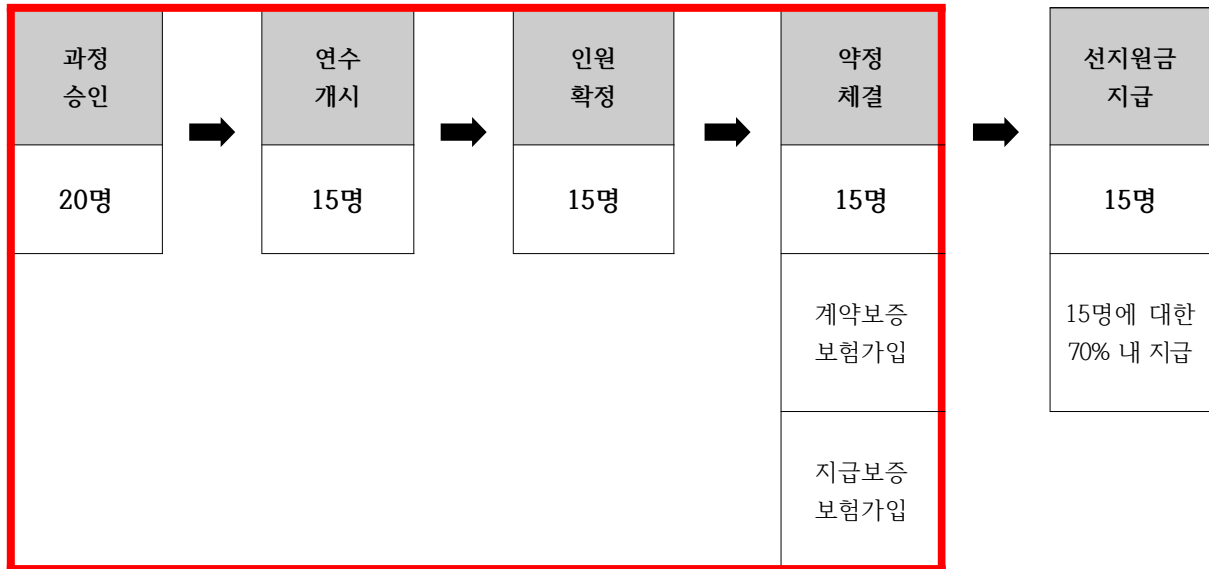 과정
승인
연수
개시
인원
확정
약정
체결
선지원금
지급
20명
15명
15명
15명
15명
계약보증
보험가입
15명에 대한
70% 내 지급
지급보증
보험가입